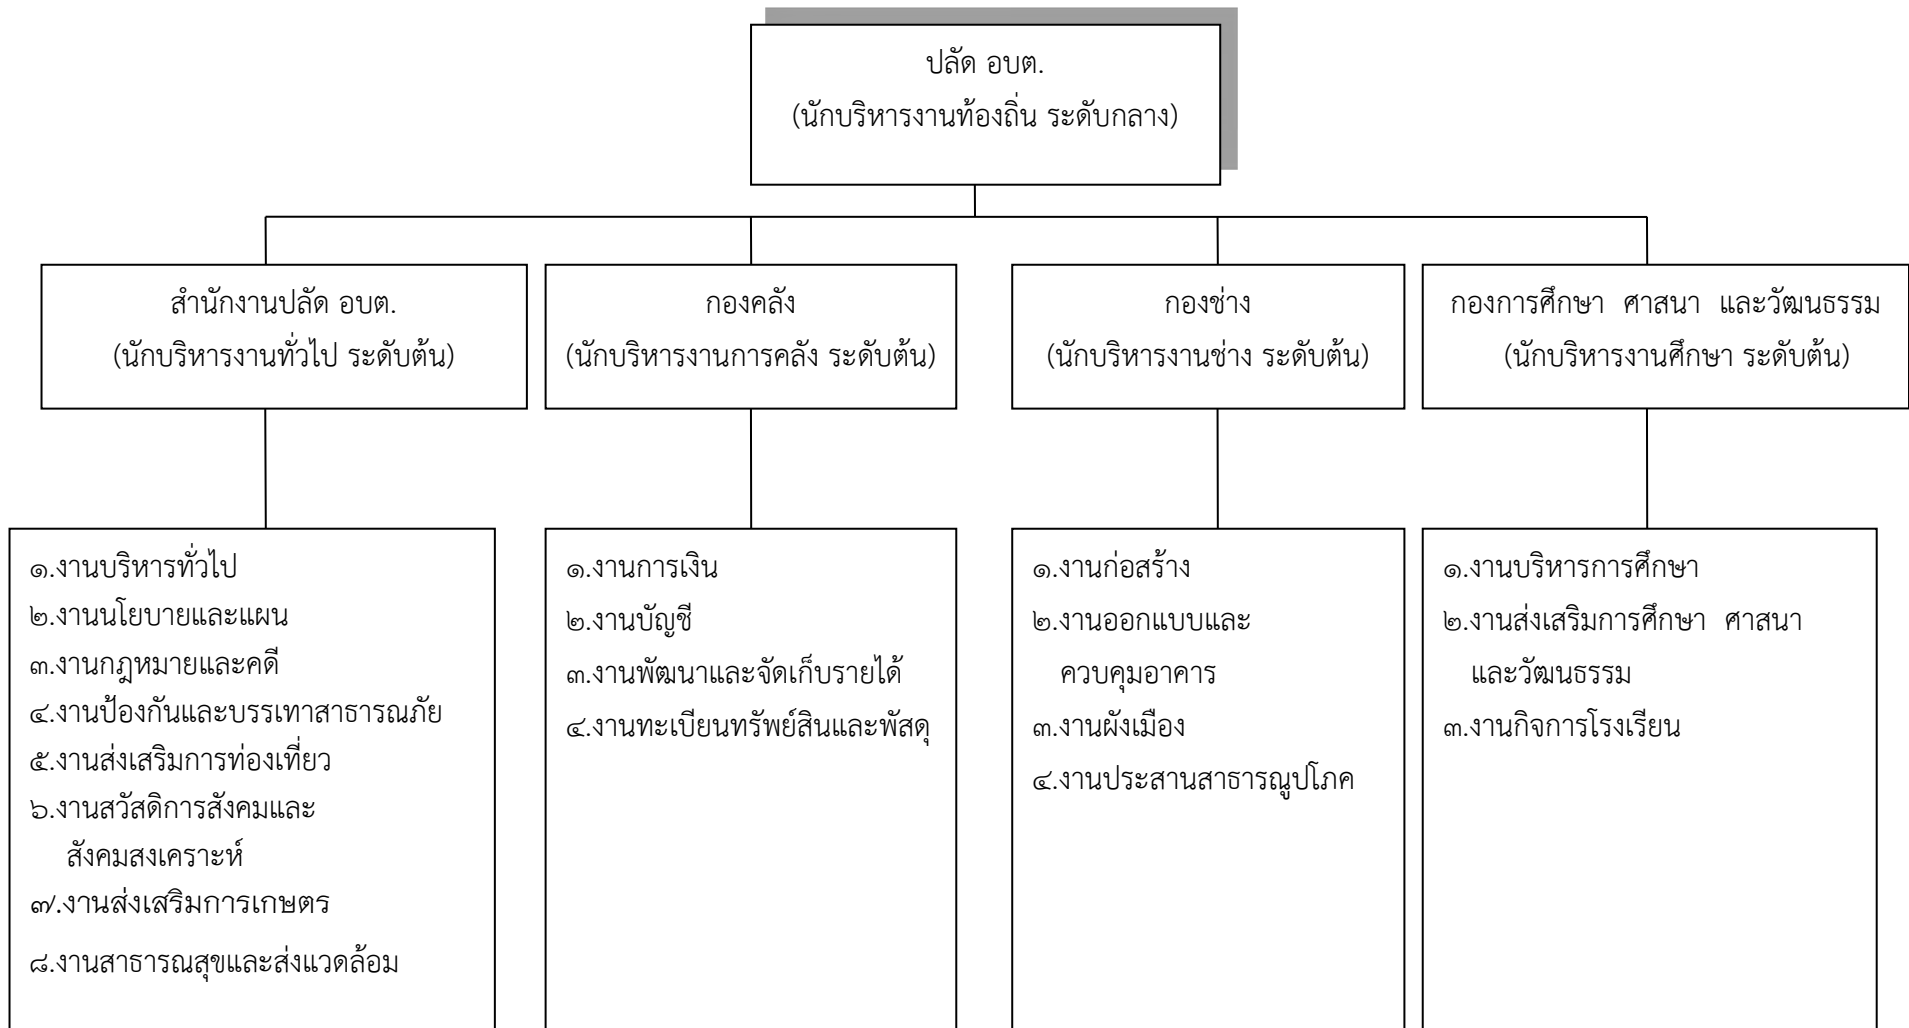 ปลัด อบต.
(นักบริหารงานท้องถิ่น ระดับกลาง)
สำนักงานปลัด อบต.
(นักบริหารงานทั่วไป ระดับต้น)
กองคลัง
(นักบริหารงานการคลัง ระดับต้น)
กองช่าง
(นักบริหารงานช่าง ระดับต้น)
กองการศึกษา ศาสนา และวัฒนธรรม
(นักบริหารงานศึกษา ระดับต้น)
๑.งานบริหารทั่วไป
๒.งานนโยบายและแผน
๓.งานกฎหมายและคดี
๔.งานป้องกันและบรรเทาสาธารณภัย
๕.งานส่งเสริมการท่องเที่ยว
๖.งานสวัสดิการสังคมและ
สังคมสงเคราะห์
๗.งานส่งเสริมการเกษตร
๘.งานสาธารณสุขและส่งแวดล้อม
๑.งานการเงิน
๒.งานบัญชี
๓.งานพัฒนาและจัดเก็บรายได้
๔.งานทะเบียนทรัพย์สินและพัสดุ
๑.งานก่อสร้าง
๒.งานออกแบบและ
ควบคุมอาคาร
๓.งานผังเมือง
๔.งานประสานสาธารณูปโภค
๑.งานบริหารการศึกษา
๒.งานส่งเสริมการศึกษา ศาสนา
และวัฒนธรรม
๓.งานกิจการโรงเรียน